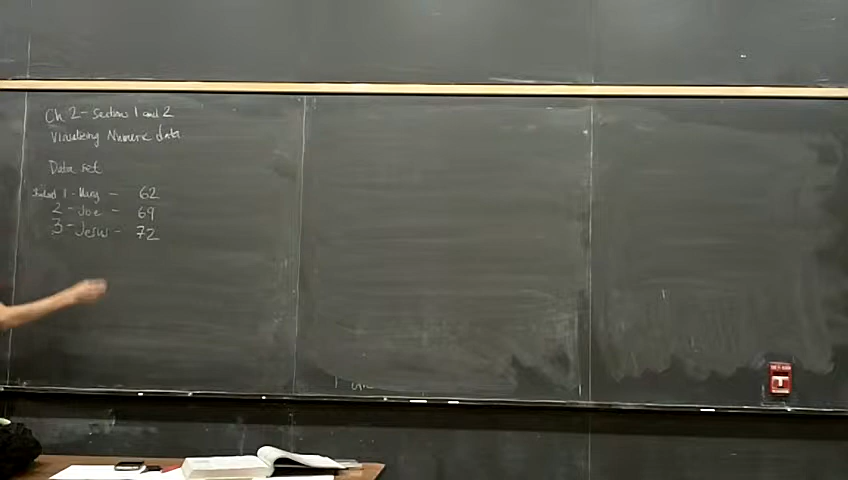 Ch 2 - Sections 1 and 2
Visualizing Numeric data
Data set
Student 1 - Mary - 62
2 - Joe - 69
3 - Jesus - 72